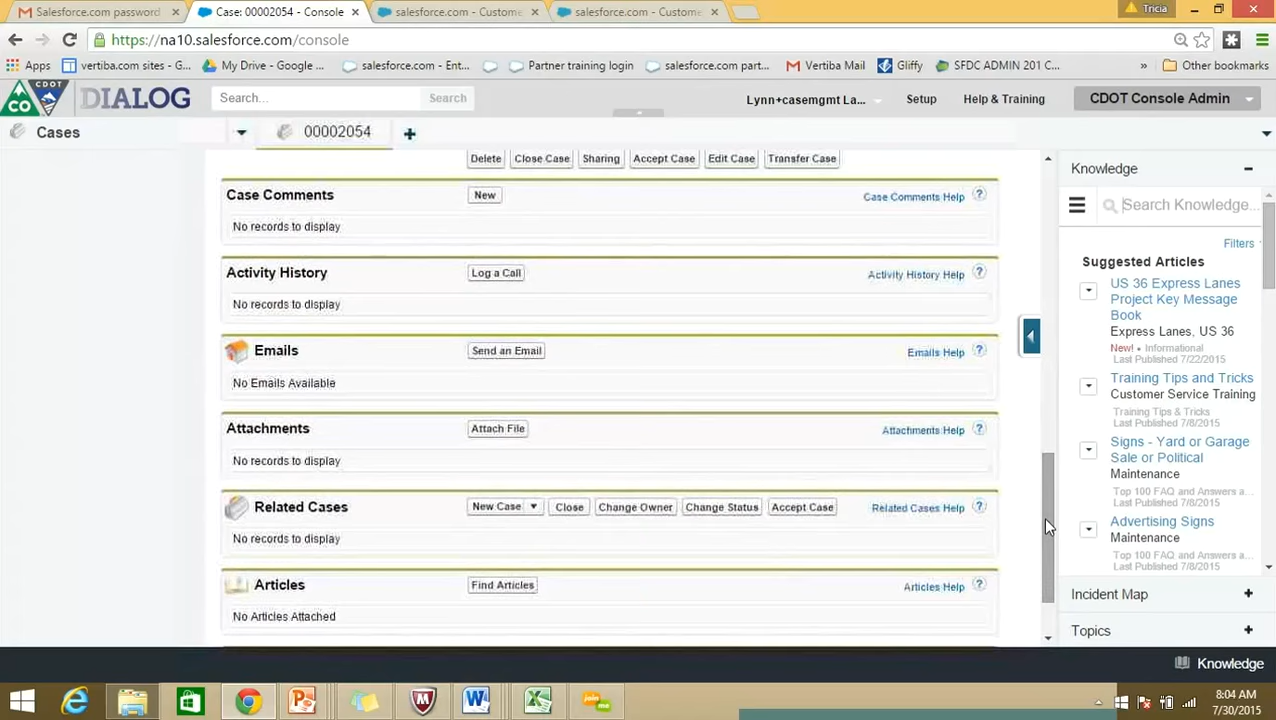 Salesforce.com password
Case: 00002054 - Console
salesforce.com - Custome
salesforce.com - Custome
Tricia
https://na10.salesforce.com/console
Apps
vertiba.com sites - G...
My Drive - Google ...
salesforce.com - Ent...
Partner training login
salesforce.com part...
Vertiba Mail
Gliffy
SFDC ADMIN 201 C...
»
Other bookmarks
CO
CDOT
DIALOG
Search...
Search
Lynn+casemgmt La...
Setup
Help & Training
CDOT Console Admin
Cases
00002054
Delete
Close Case
Sharing
Accept Case
Edit Case
Transfer Case
Case Comments
New
Case Comments Help
No records to display
Activity History
Log a Call
Activity History Help
No records to display
Emails
Send an Email
Emails Help
No Emails Available
Attachments
Attach File
Attachments Help
No records to display
Related Cases
New Case
Close
Change Owner
Change Status
Accept Case
Related Cases Help
No records to display
Articles
Find Articles
Articles Help
No Articles Attached
Knowledge
Search Knowledge...
Filters
Suggested Articles
US 36 Express Lanes
Project Key Message
Book
Express Lanes, US 36
New! • Informational
Last Published 7/22/2015
Training Tips and Tricks
Customer Service Training
Training Tips & Tricks
Last Published 7/8/2015
Signs - Yard or Garage
Sale or Political
Maintenance
Top 100 FAQ and Answers a...
Last Published 7/8/2015
Advertising Signs
Maintenance
Top 100 FAQ and Answers a...
Last Published 7/8/2015
Incident Map
Topics
Knowledge
8:04 AM
7/30/2015